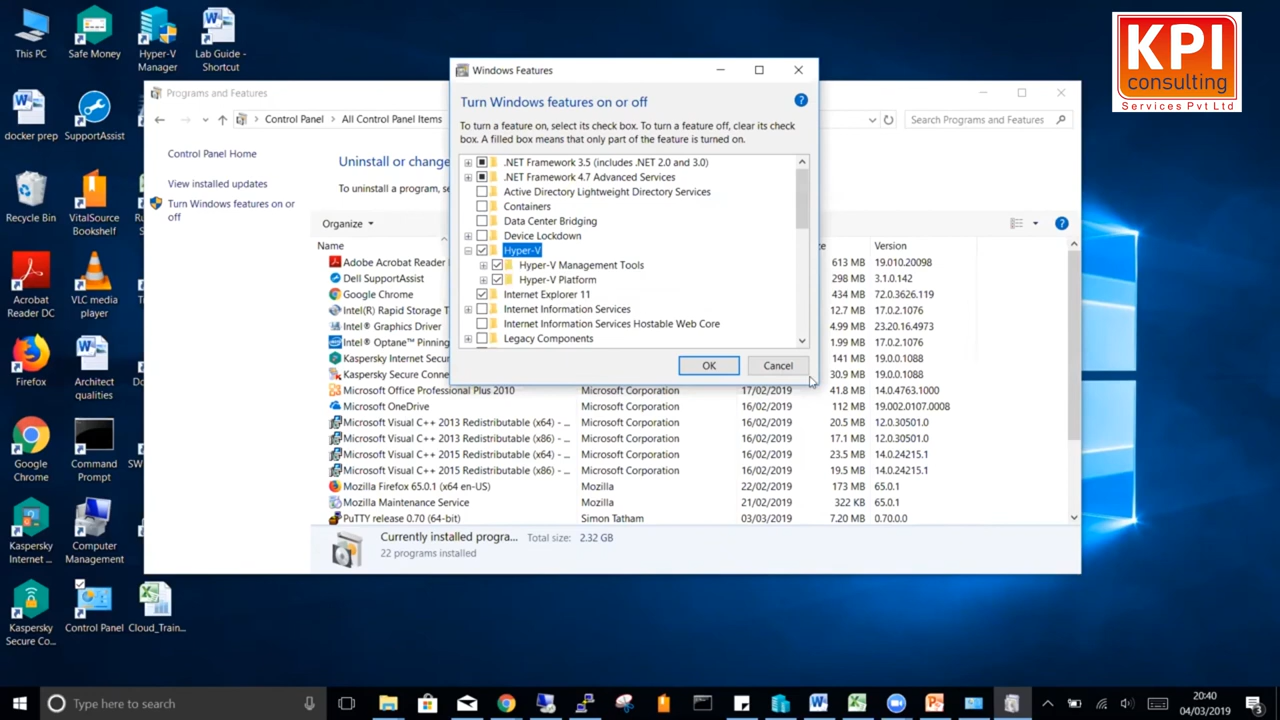 This PC
Safe Money
Hyper-V
Manager
Lab Guide -
Shortcut
docker prep
SupportAssist
Recycle Bin
VitalSource
Bookshelf
Acrobat
Reader DC
VLC media
player
Firefox
Architect
qualities
Google
Chrome
Command
Prompt
SW
Kaspersky
Internet ...
Computer
Management
Kaspersky
Secure Co...
Control Panel
Cloud_Train...
KPI
consulting
Services Pvt Ltd
Programs and Features
Control Panel > All Control Panel Items
Search Programs and Features
Control Panel Home
View installed updates
Turn Windows features on or
off
Uninstall or change
To uninstall a program, s
Organize
Name
Version
Adobe Acrobat Reader
613 MB 19.010.20098
Dell SupportAssist
298 MB 3.1.0.142
Google Chrome
434 MB 72.0.3626.119
Intel(R) Rapid Storage T
12.7 MB 17.0.2.1076
Intel® Graphics Driver
4.99 MB 23.20.16.4973
Intel® Optane™ Pinning
1.99 MB 17.0.2.1076
Kaspersky Internet Secu
141 MB 19.0.0.1088
Kaspersky Secure Conne
19.0.0.1088
Microsoft Office Professional Plus 2010 Microsoft Corporation 17/02/2019 41.8 MB 14.0.4763.1000
Microsoft OneDrive Microsoft Corporation 16/02/2019 112 MB 19.002.0107.0008
Microsoft Visual C++ 2013 Redistributable (x64) - ... Microsoft Corporation 16/02/2019 20.5 MB 12.0.30501.0
Microsoft Visual C++ 2013 Redistributable (x86) - ... Microsoft Corporation 16/02/2019 17.1 MB 12.0.30501.0
Microsoft Visual C++ 2015 Redistributable (x64) - ... Microsoft Corporation 16/02/2019 23.5 MB 14.0.24215.1
Microsoft Visual C++ 2015 Redistributable (x86) - ... Microsoft Corporation 16/02/2019 19.5 MB 14.0.24215.1
Mozilla Firefox 65.0.1 (x64 en-US) Mozilla 22/02/2019 173 MB 65.0.1
Mozilla Maintenance Service Mozilla 21/02/2019 322 KB 65.0.1
PuTTY release 0.70 (64-bit) Simon Tatham 03/03/2019 7.20 MB 0.70.0.0
Currently installed progra... Total size: 2.32 GB
22 programs installed
Windows Features
Turn Windows features on or off
To turn a feature on, select its check box. To turn a feature off, clear its check
box. A filled box means that only part of the feature is turned on.
.NET Framework 3.5 (includes .NET 2.0 and 3.0)
.NET Framework 4.7 Advanced Services
Active Directory Lightweight Directory Services
Containers
Data Center Bridging
Device Lockdown
Hyper-V
Hyper-V Management Tools
Hyper-V Platform
Internet Explorer 11
Internet Information Services
Internet Information Services Hostable Web Core
Legacy Components
OK
Cancel
Type here to search
20:40
04/03/2019
3